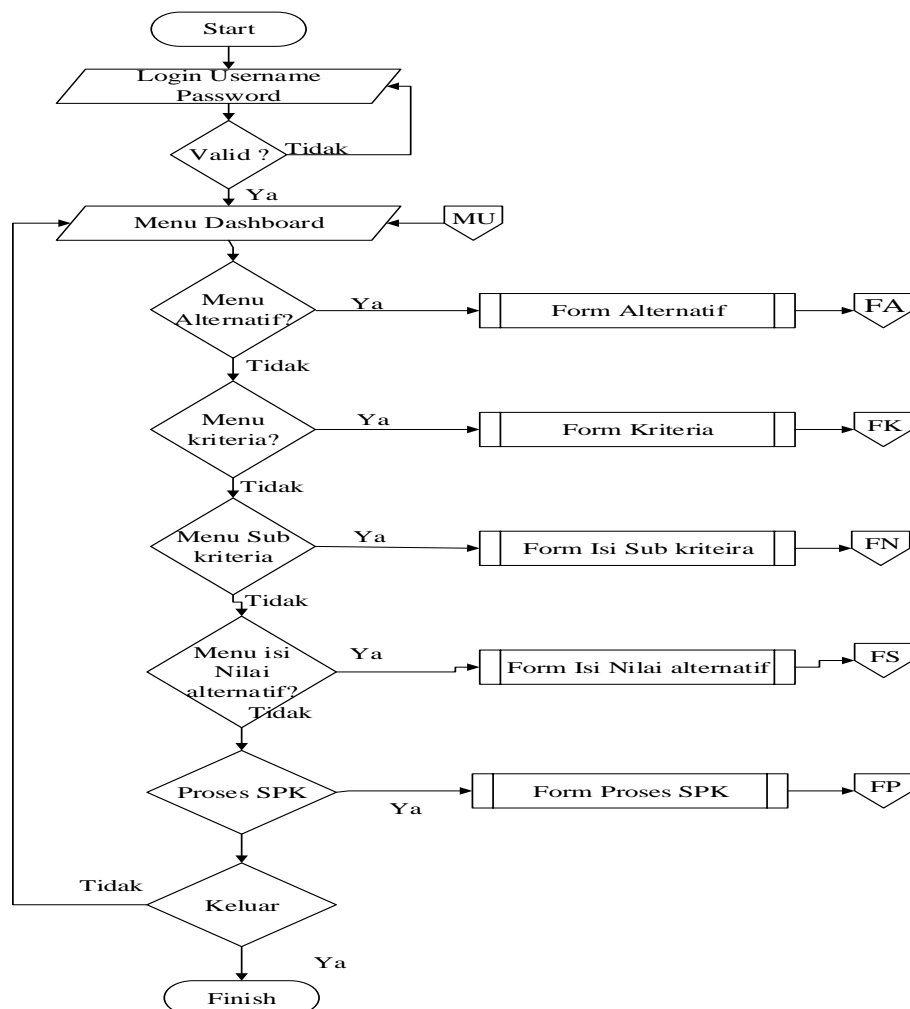 Start
Login Username
Password
Valid ?
Tidak
Ya
Menu Dashboard
MU
Menu
Alternatif?
Ya
Form Alternatif
FA
Tidak
Menu
kriteria?
Ya
Form Kriteria
FK
Tidak
Menu Sub
kriteria
Ya
Form Isi Sub kriteira
FN
Tidak
Menu isi
Nilai
alternatif?
Ya
Form Isi Nilai alternatif
FS
Tidak
Proses SPK
Ya
Form Proses SPK
FP
Tidak
Keluar
Ya
Finish